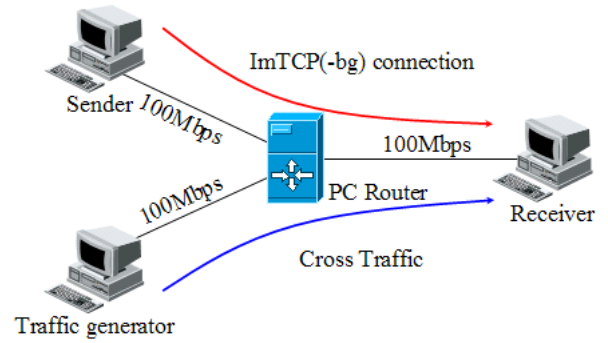 ImTCP(-bg) connection
Sender
100Mbps
100Mbps
100Mbps
PC Router
Receiver
Cross Traffic
Traffic generator